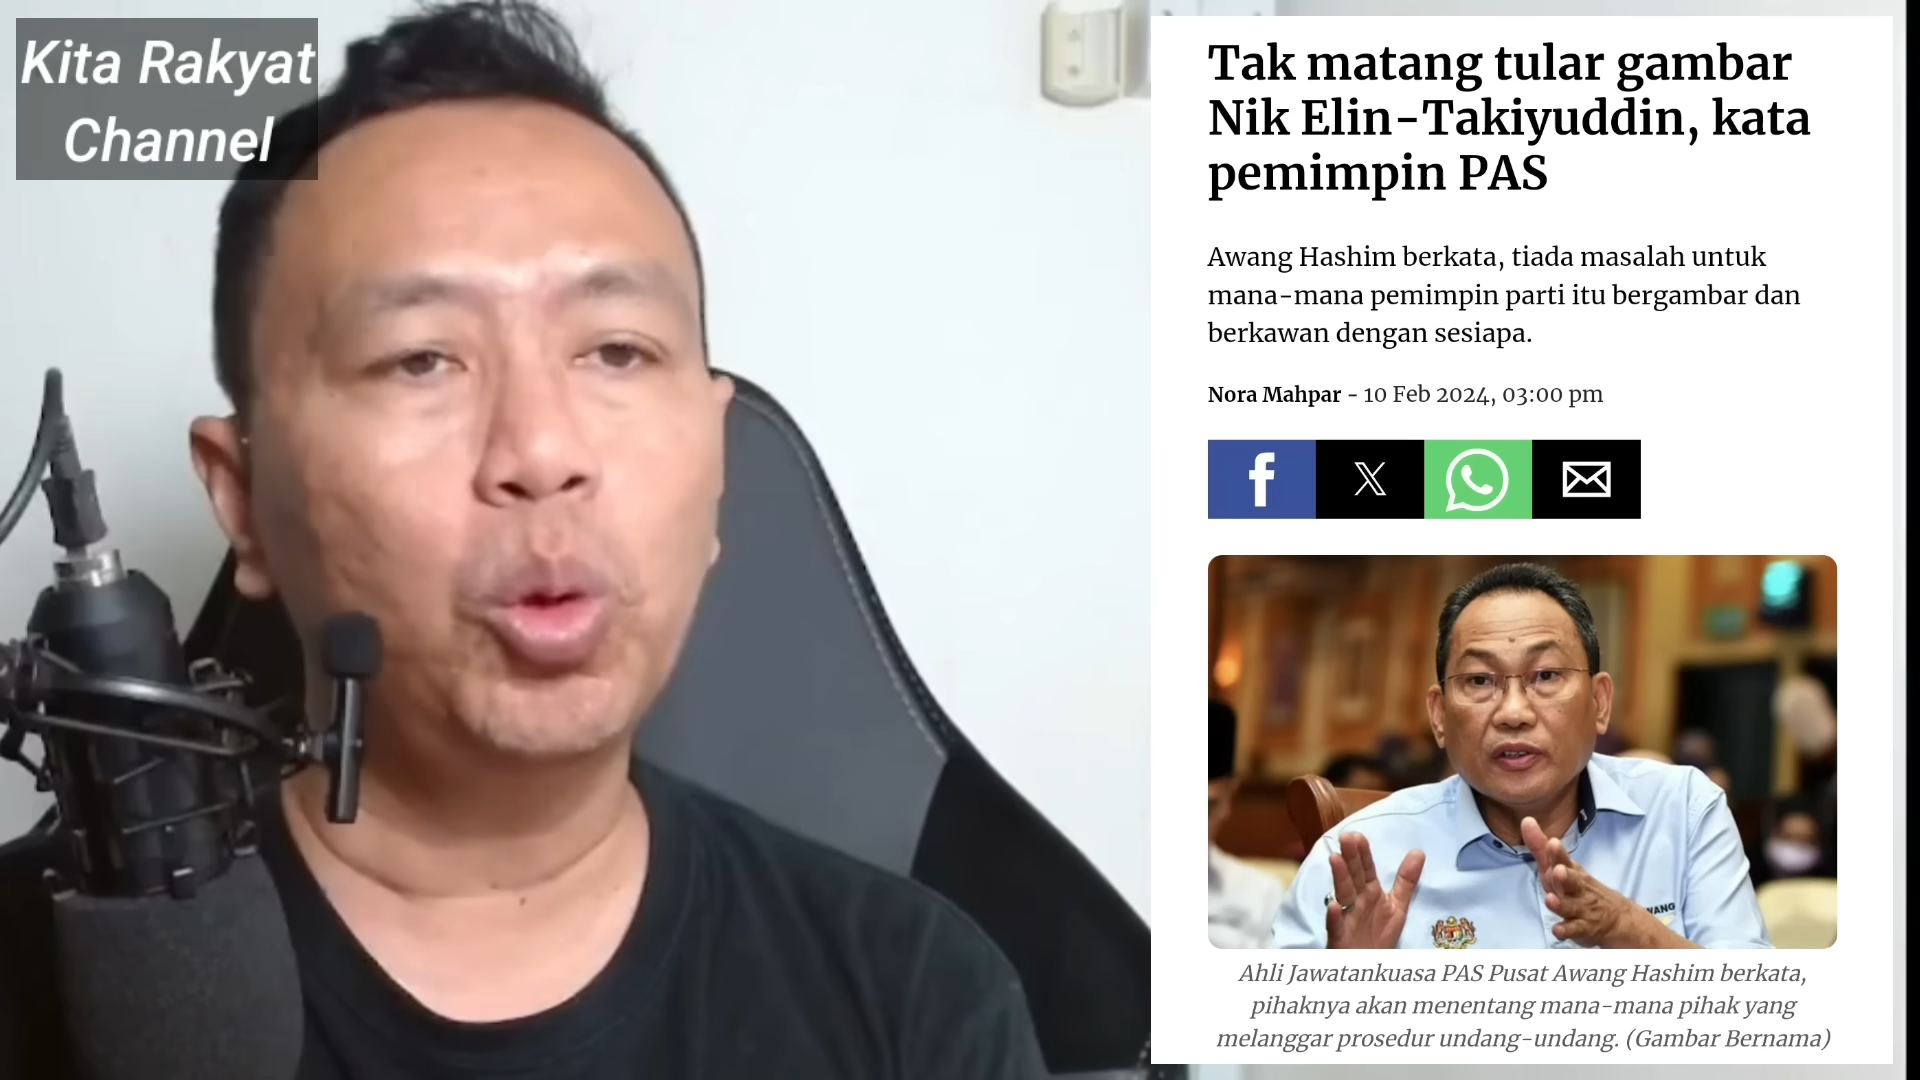 Kita Rakyat
Channel
Tak matang tular gambar
Nik Elin-Takiyuddin, kata
pemimpin PAS
Awang Hashim berkata, tiada masalah untuk
mana-mana pemimpin parti itu bergambar dan
berkawan dengan sesiapa.
Nora Mahpar - 10 Feb 2024, 03:00 pm
Ahli Jawatankuasa PAS Pusat Awang Hashim berkata,
pihaknya akan menentang mana-mana pihak yang
melanggar prosedur undang-undang. (Gambar Bernama)